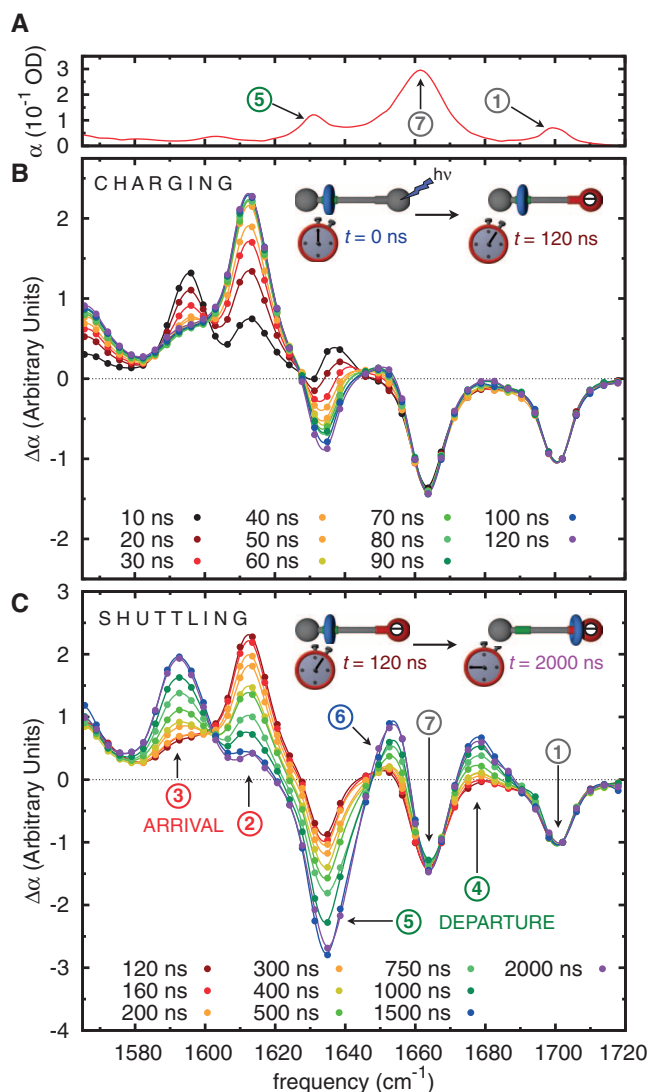 A
α (10⁻¹ OD)
3
2
1
0
5
7
1
B
CHARGING
hν
t = 0 ns
t = 120 ns
Δα (Arbitrary Units)
2
1
0
-1
-2
10 ns
40 ns
70 ns
100 ns
20 ns
50 ns
80 ns
120 ns
30 ns
60 ns
90 ns
C
SHUTTLING
t = 120 ns
t = 2000 ns
Δα (Arbitrary Units)
3
2
1
0
-1
-2
-3
-4
6
7
1
3
2
ARRIVAL
4
5
DEPARTURE
120 ns
300 ns
750 ns
2000 ns
160 ns
400 ns
1000 ns
200 ns
500 ns
1500 ns
1580
1600
1620
1640
1660
1680
1700
1720
frequency (cm⁻¹)